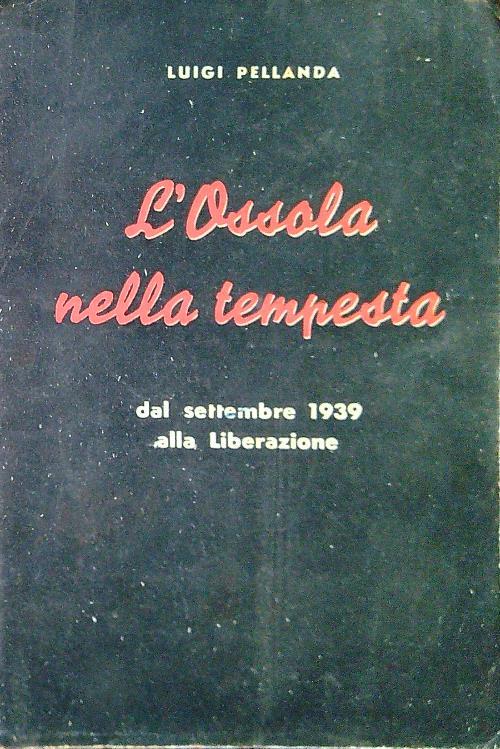 LUIGI PELLANDA
L'Ossola
nella tempesta
dal settembre 1939
alla Liberazione